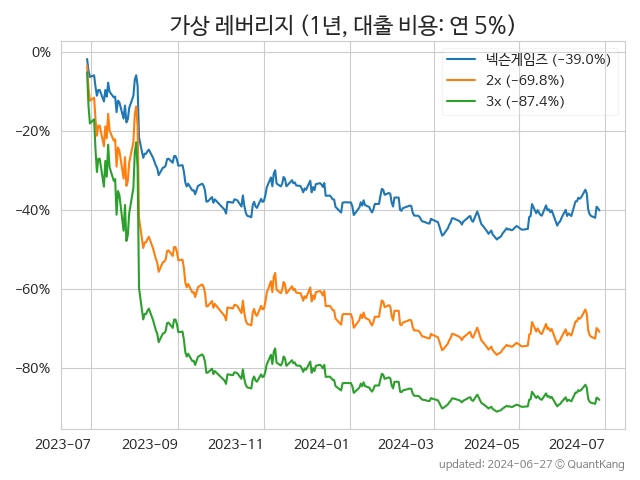 가상 레버리지 (1년, 대출 비용: 연 5%)
0%
−20%
−40%
−60%
−80%
넥슨게임즈 (−39.0%)
2x (−69.8%)
3x (−87.4%)
2023-07 2023-09 2023-11 2024-01 2024-03 2024-05 2024-07
updated: 2024-06-27 © QuantKang